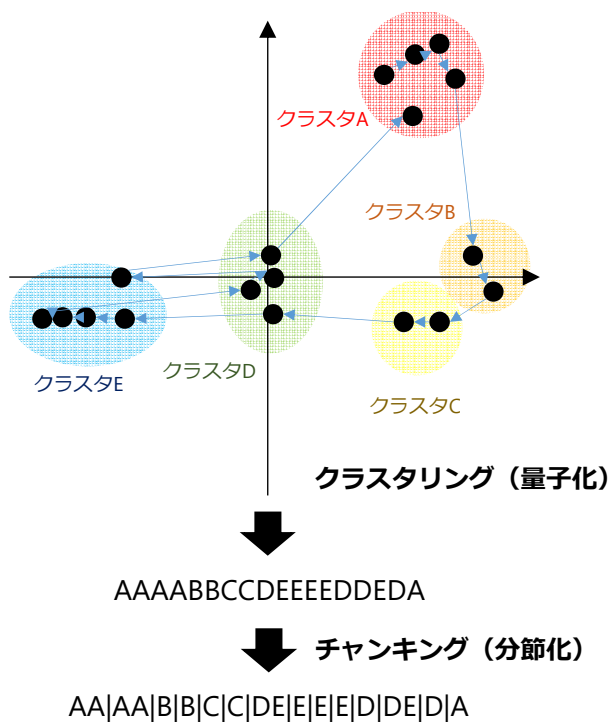 クラスタA
クラスタB
クラスタE
クラスタD
クラスタC
クラスタリング（量子化）
AAAABBCCDEEEEDDEDA
チャンキング（分節化）
AA|AA|B|B|C|C|DE|E|E|E|D|DE|D|A